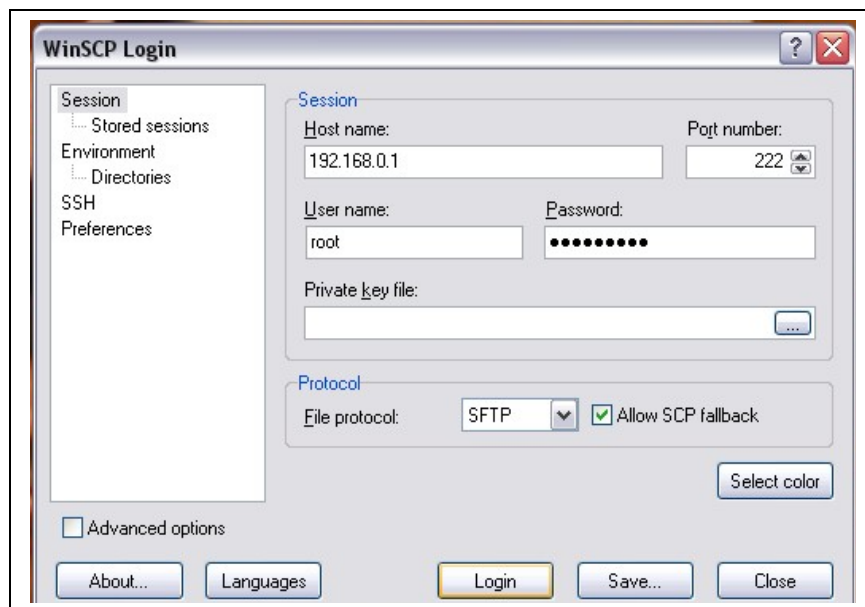 WinSCP Login
Session
Stored sessions
Environment
Directories
SSH
Preferences
Session
Host name: Port number:
192.168.0.1 222
User name: Password:
root ●●●●●●●●●
Private key file:
...
Protocol
File protocol: SFTP Allow SCP fallback
Select color
Advanced options
About... Languages Login Save... Close